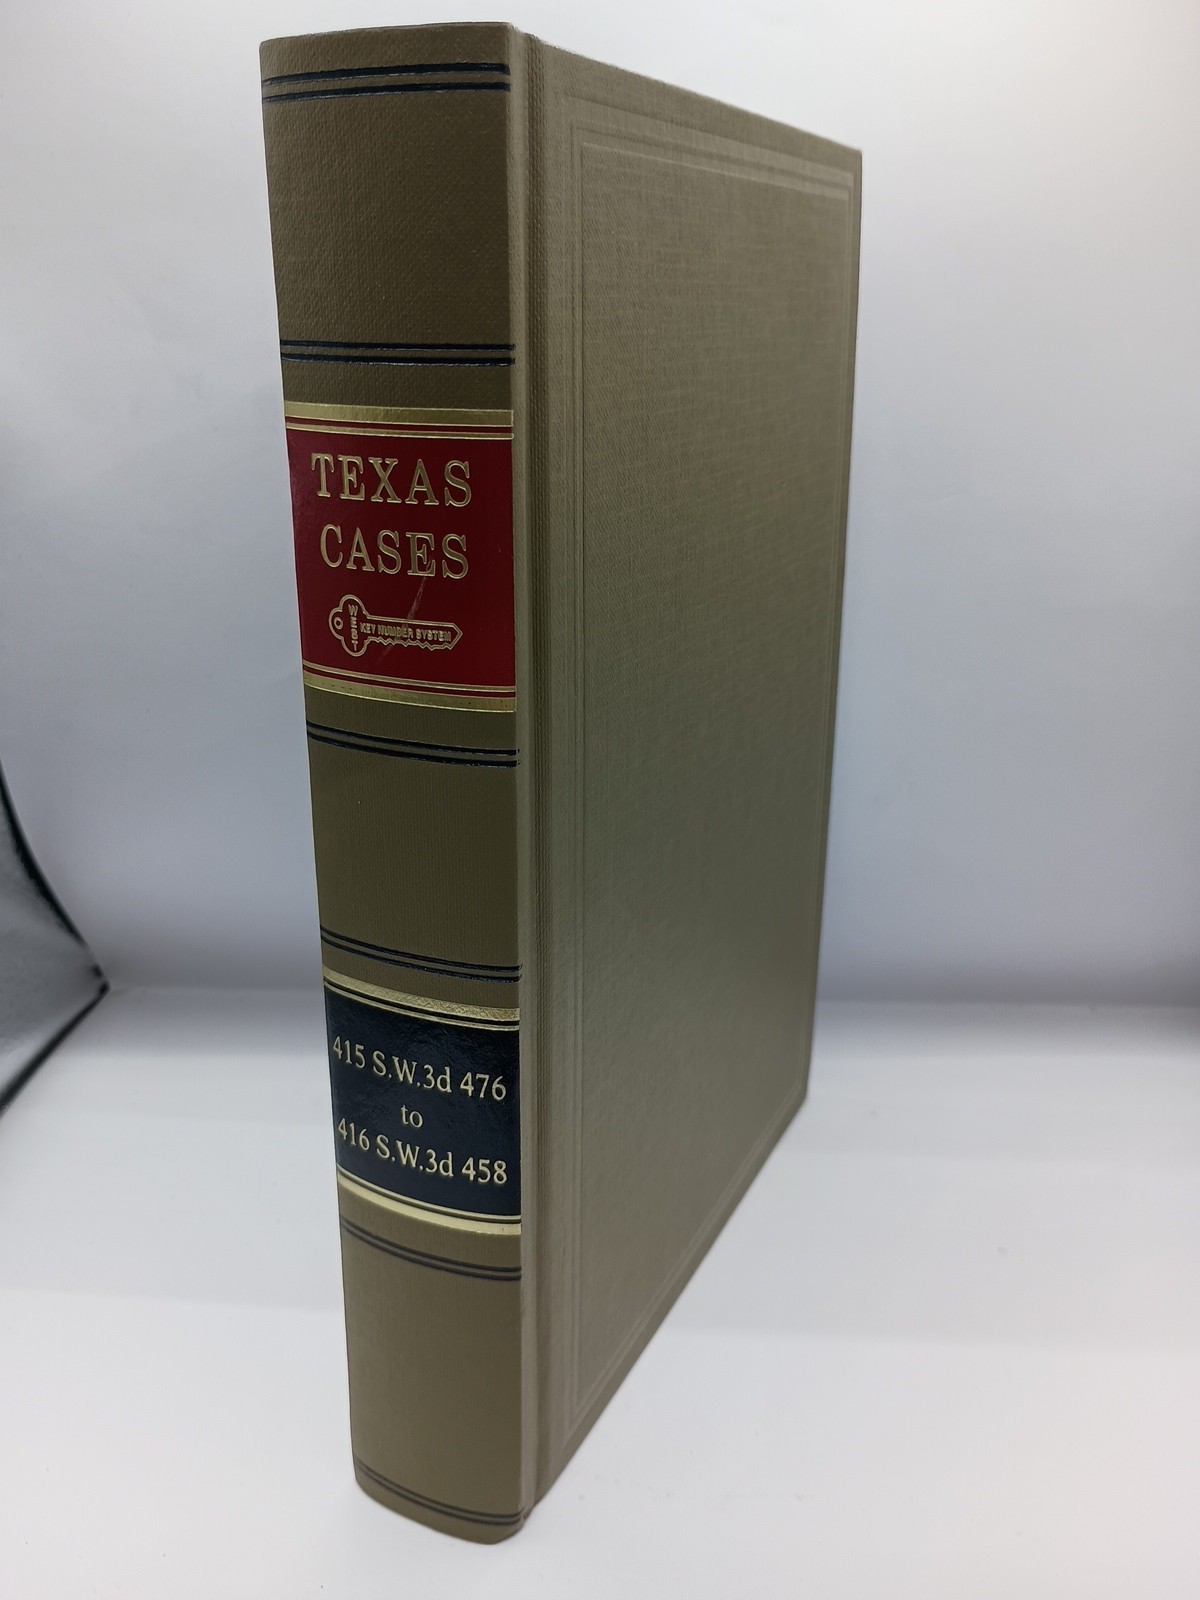 TEXAS
CASES
WEST
KEY NUMBER SYSTEM
415 S.W.3d 476
to
416 S.W.3d 458